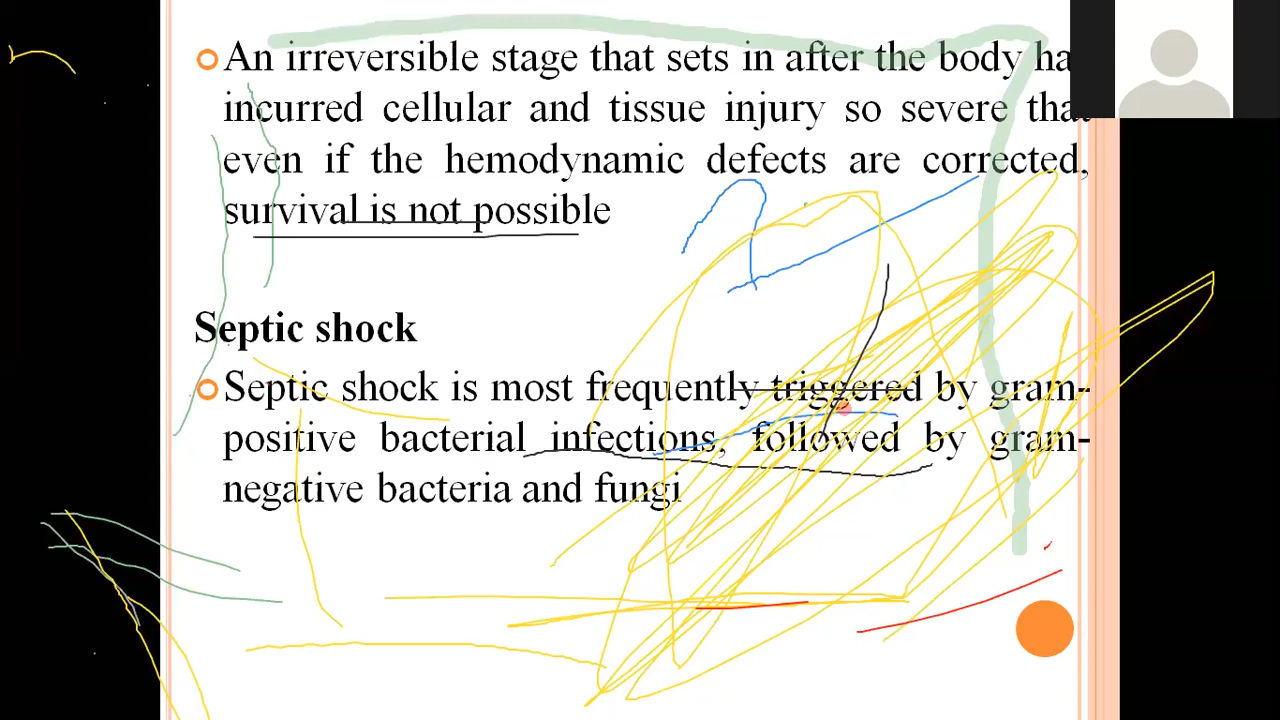 An irreversible stage that sets in after the body ha
incurred cellular and tissue injury so severe that
even if the hemodynamic defects are corrected,
survival is not possible
Septic shock
Septic shock is most frequently triggered by gram-
positive bacterial infections, followed by gram-
negative bacteria and fungi